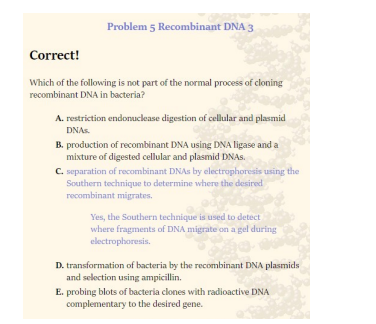 Problem 5 Recombinant DNA 3
Correct!
Which of the following is not part of the normal process of cloning
recombinant DNA in bacteria?
A. restriction endonuclease digestion of cellular and plasmid
DNAs.
B. production of recombinant DNA using DNA ligase and a
mixture of digested cellular and plasmid DNAs.
C. separation of recombinant DNAs by electrophoresis using the
Southern technique to determine where the desired
recombinant migrates.
Yes, the Southern technique is used to detect
where fragments of DNA migrate on a gel during
electrophoresis.
D. transformation of bacteria by the recombinant DNA plasmids
and selection using ampicillin.
E. probing blots of bacteria clones with radioactive DNA
complementary to the desired gene.